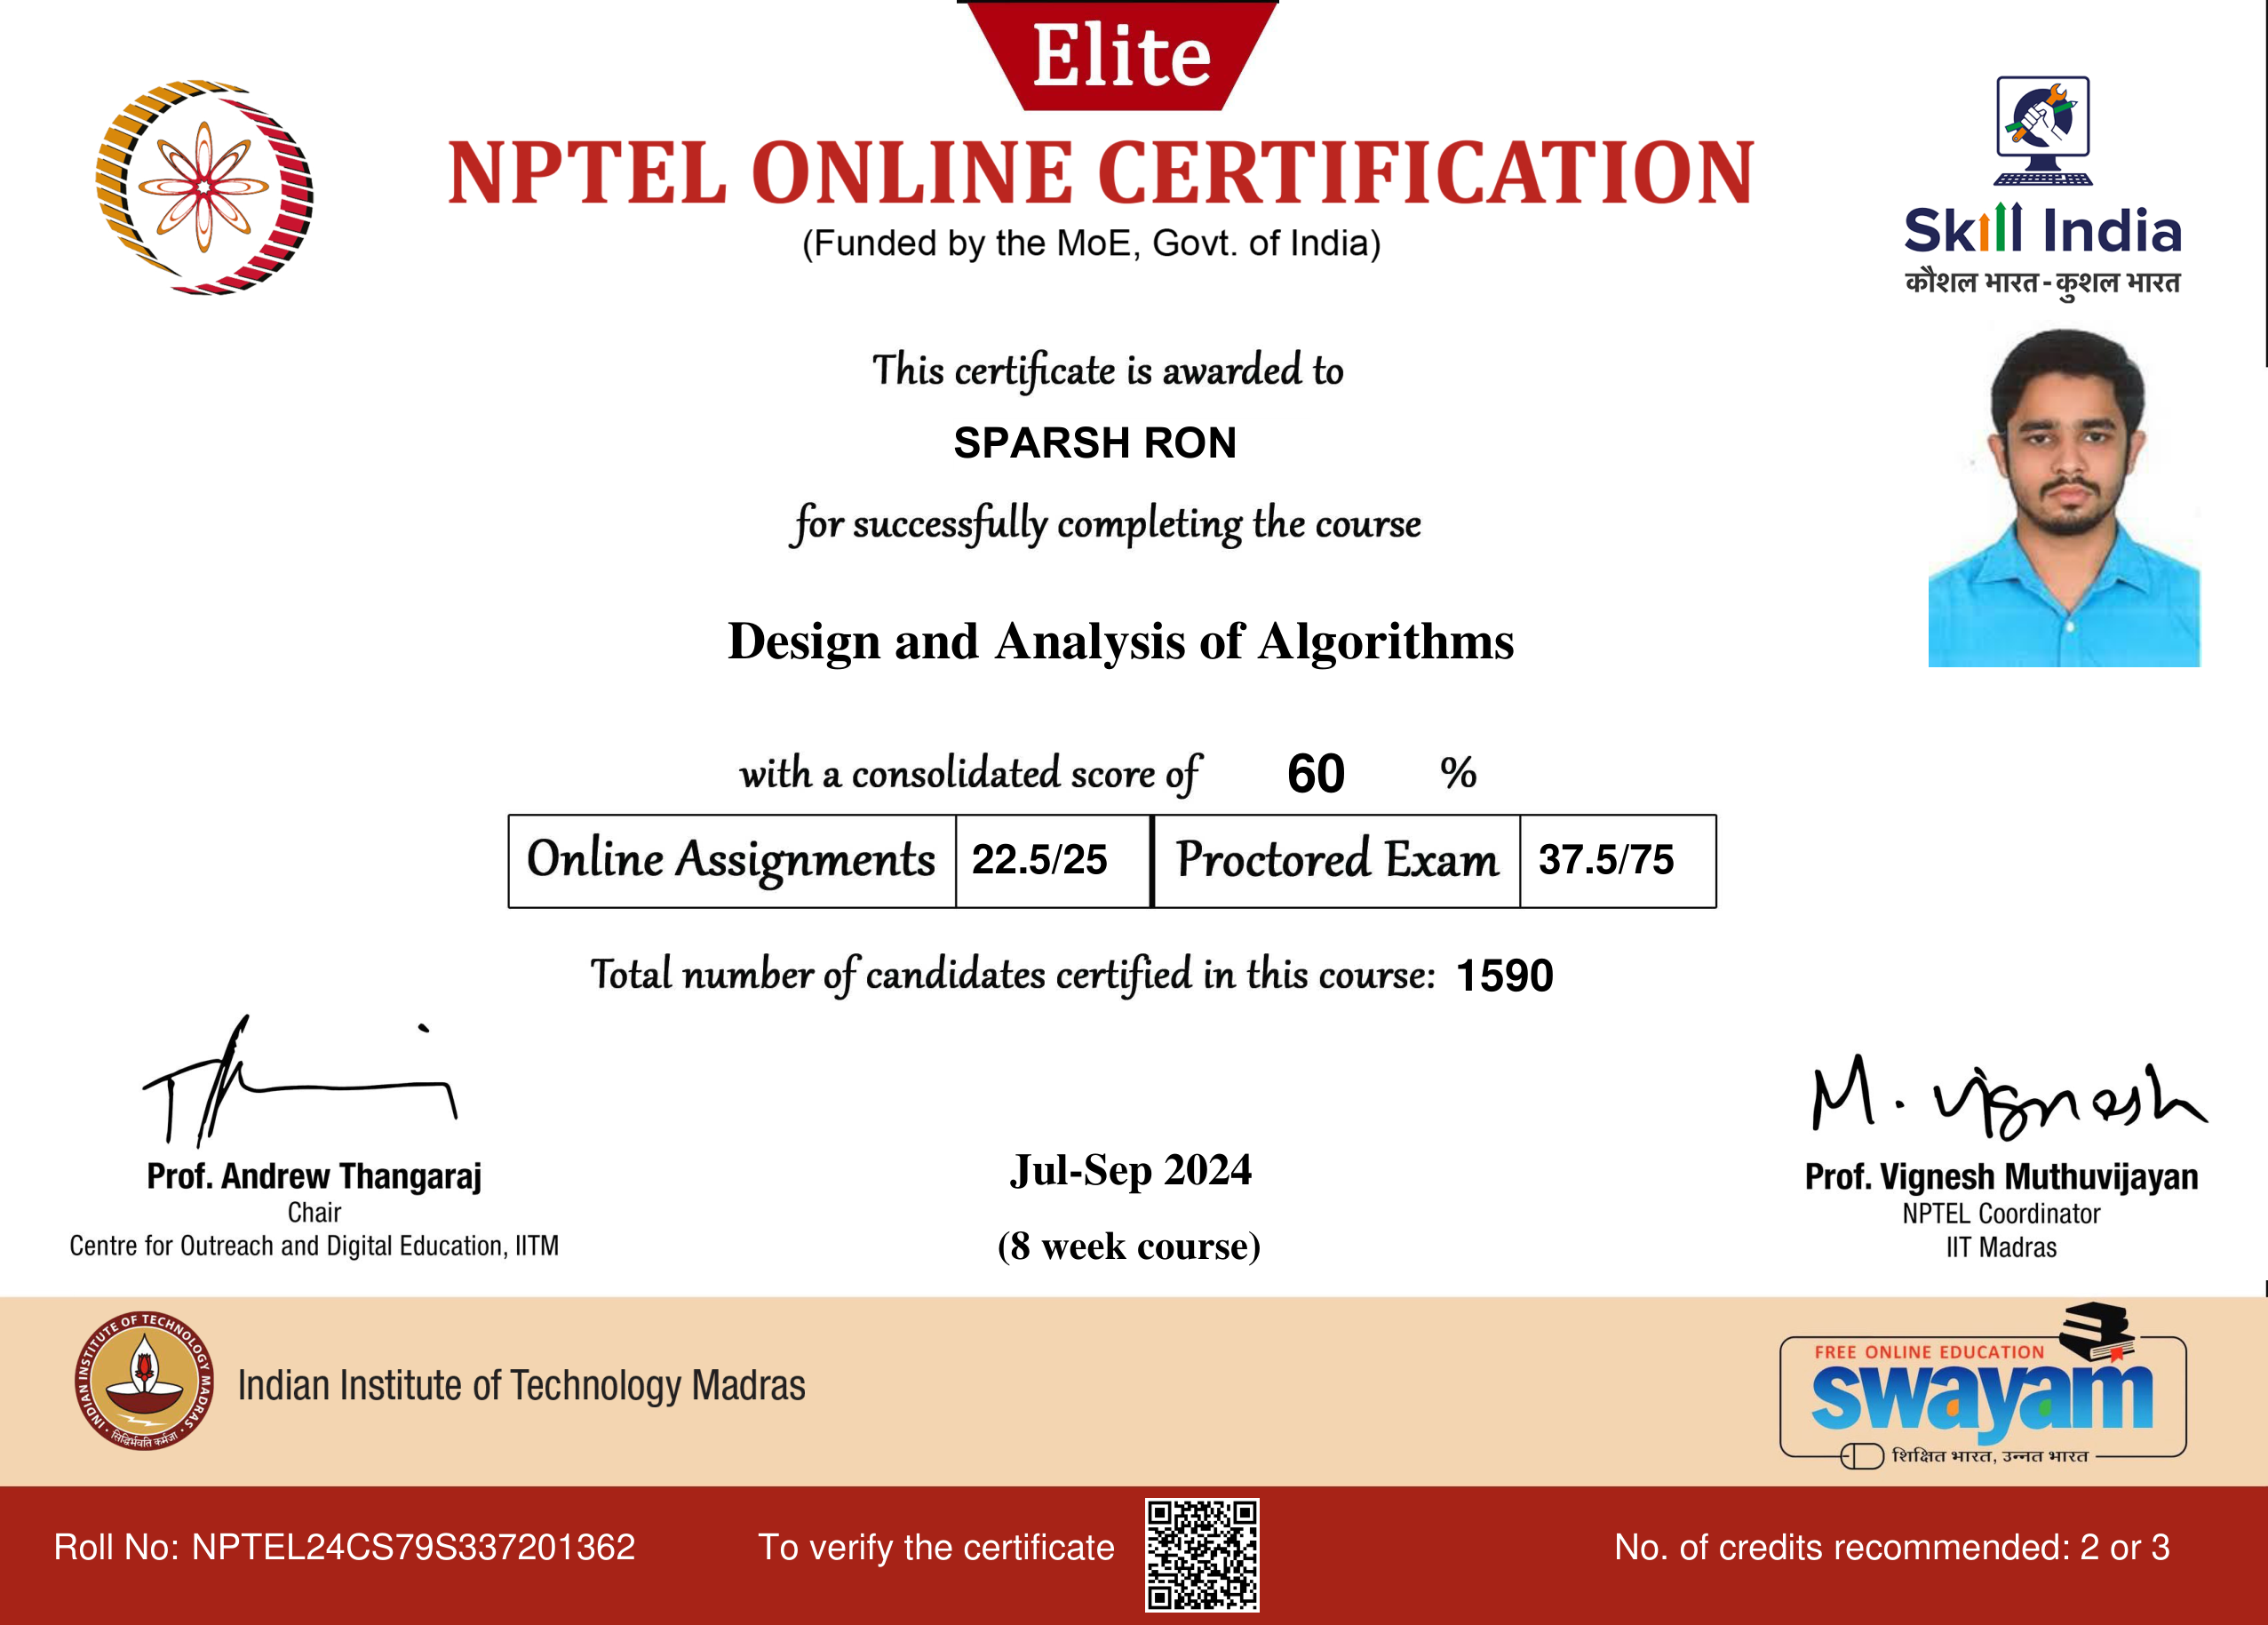 Elite
NPTEL ONLINE CERTIFICATION
(Funded by the MoE, Govt. of India)
Skill India
कौशल भारत - कुशल भारत
This certificate is awarded to
SPARSH RON
for successfully completing the course
Design and Analysis of Algorithms
with a consolidated score of 60 %
Online Assignments 22.5/25 Proctored Exam 37.5/75
Total number of candidates certified in this course: 1590
M. Vignesh
Prof. Andrew Thangaraj
Chair
Centre for Outreach and Digital Education, IITM
Jul-Sep 2024
(8 week course)
Prof. Vignesh Muthuvijayan
NPTEL Coordinator
IIT Madras
INDIAN INSTITUTE OF TECHNOLOGY MADRAS
सिद्धिर्भवति कर्मजा
Indian Institute of Technology Madras
FREE ONLINE EDUCATION
swayam
शिक्षित भारत, उन्नत भारत
Roll No: NPTEL24CS79S337201362
To verify the certificate
No. of credits recommended: 2 or 3